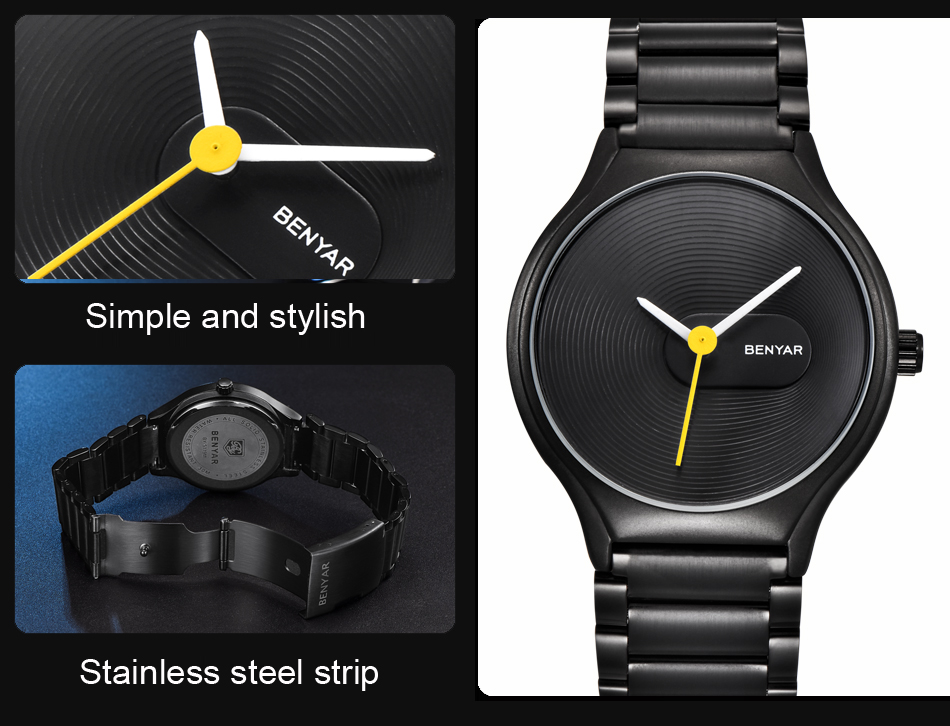 BENYAR
Simple and stylish
BENYAR
BENYAR
Stainless steel strip
BENYAR